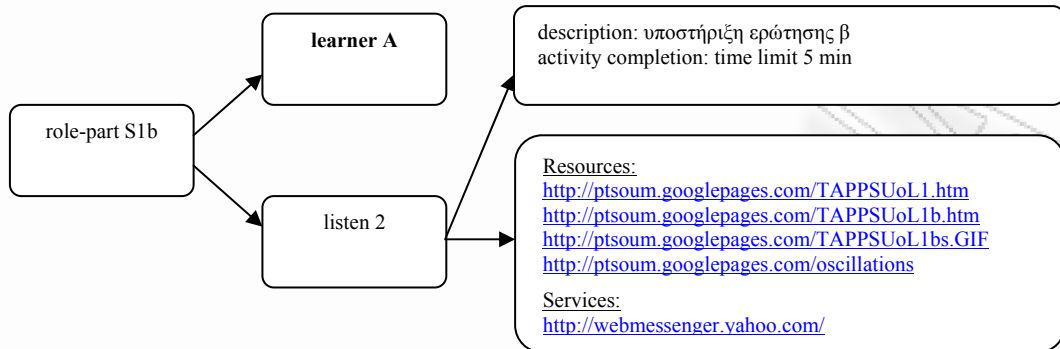 role-part S1b
learner A
listen 2
description: υποστήριξη ερώτησης β
activity completion: time limit 5 min
Resources:
http://ptsoum.googlepages.com/TAPPSUoL1.htm
http://ptsoum.googlepages.com/TAPPSUoL1b.htm
http://ptsoum.googlepages.com/TAPPSUoL1bs.GIF
http://ptsoum.googlepages.com/oscillations
Services:
http://webmessenger.yahoo.com/